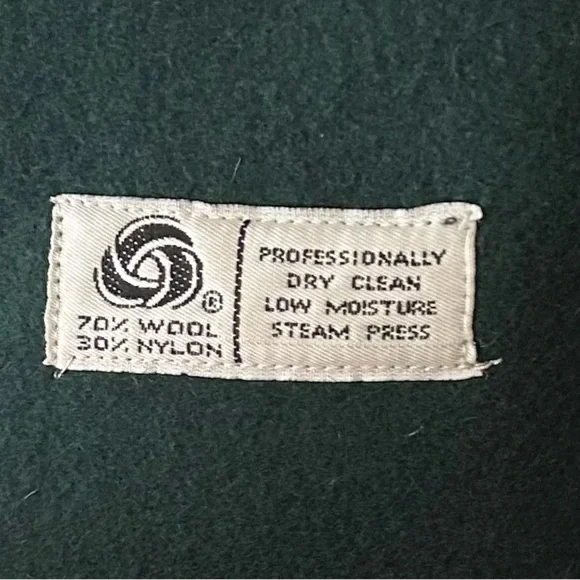 ®
70% WOOL
30% NYLON
PROFESSIONALLY
DRY CLEAN
LOW MOISTURE
STEAM PRESS